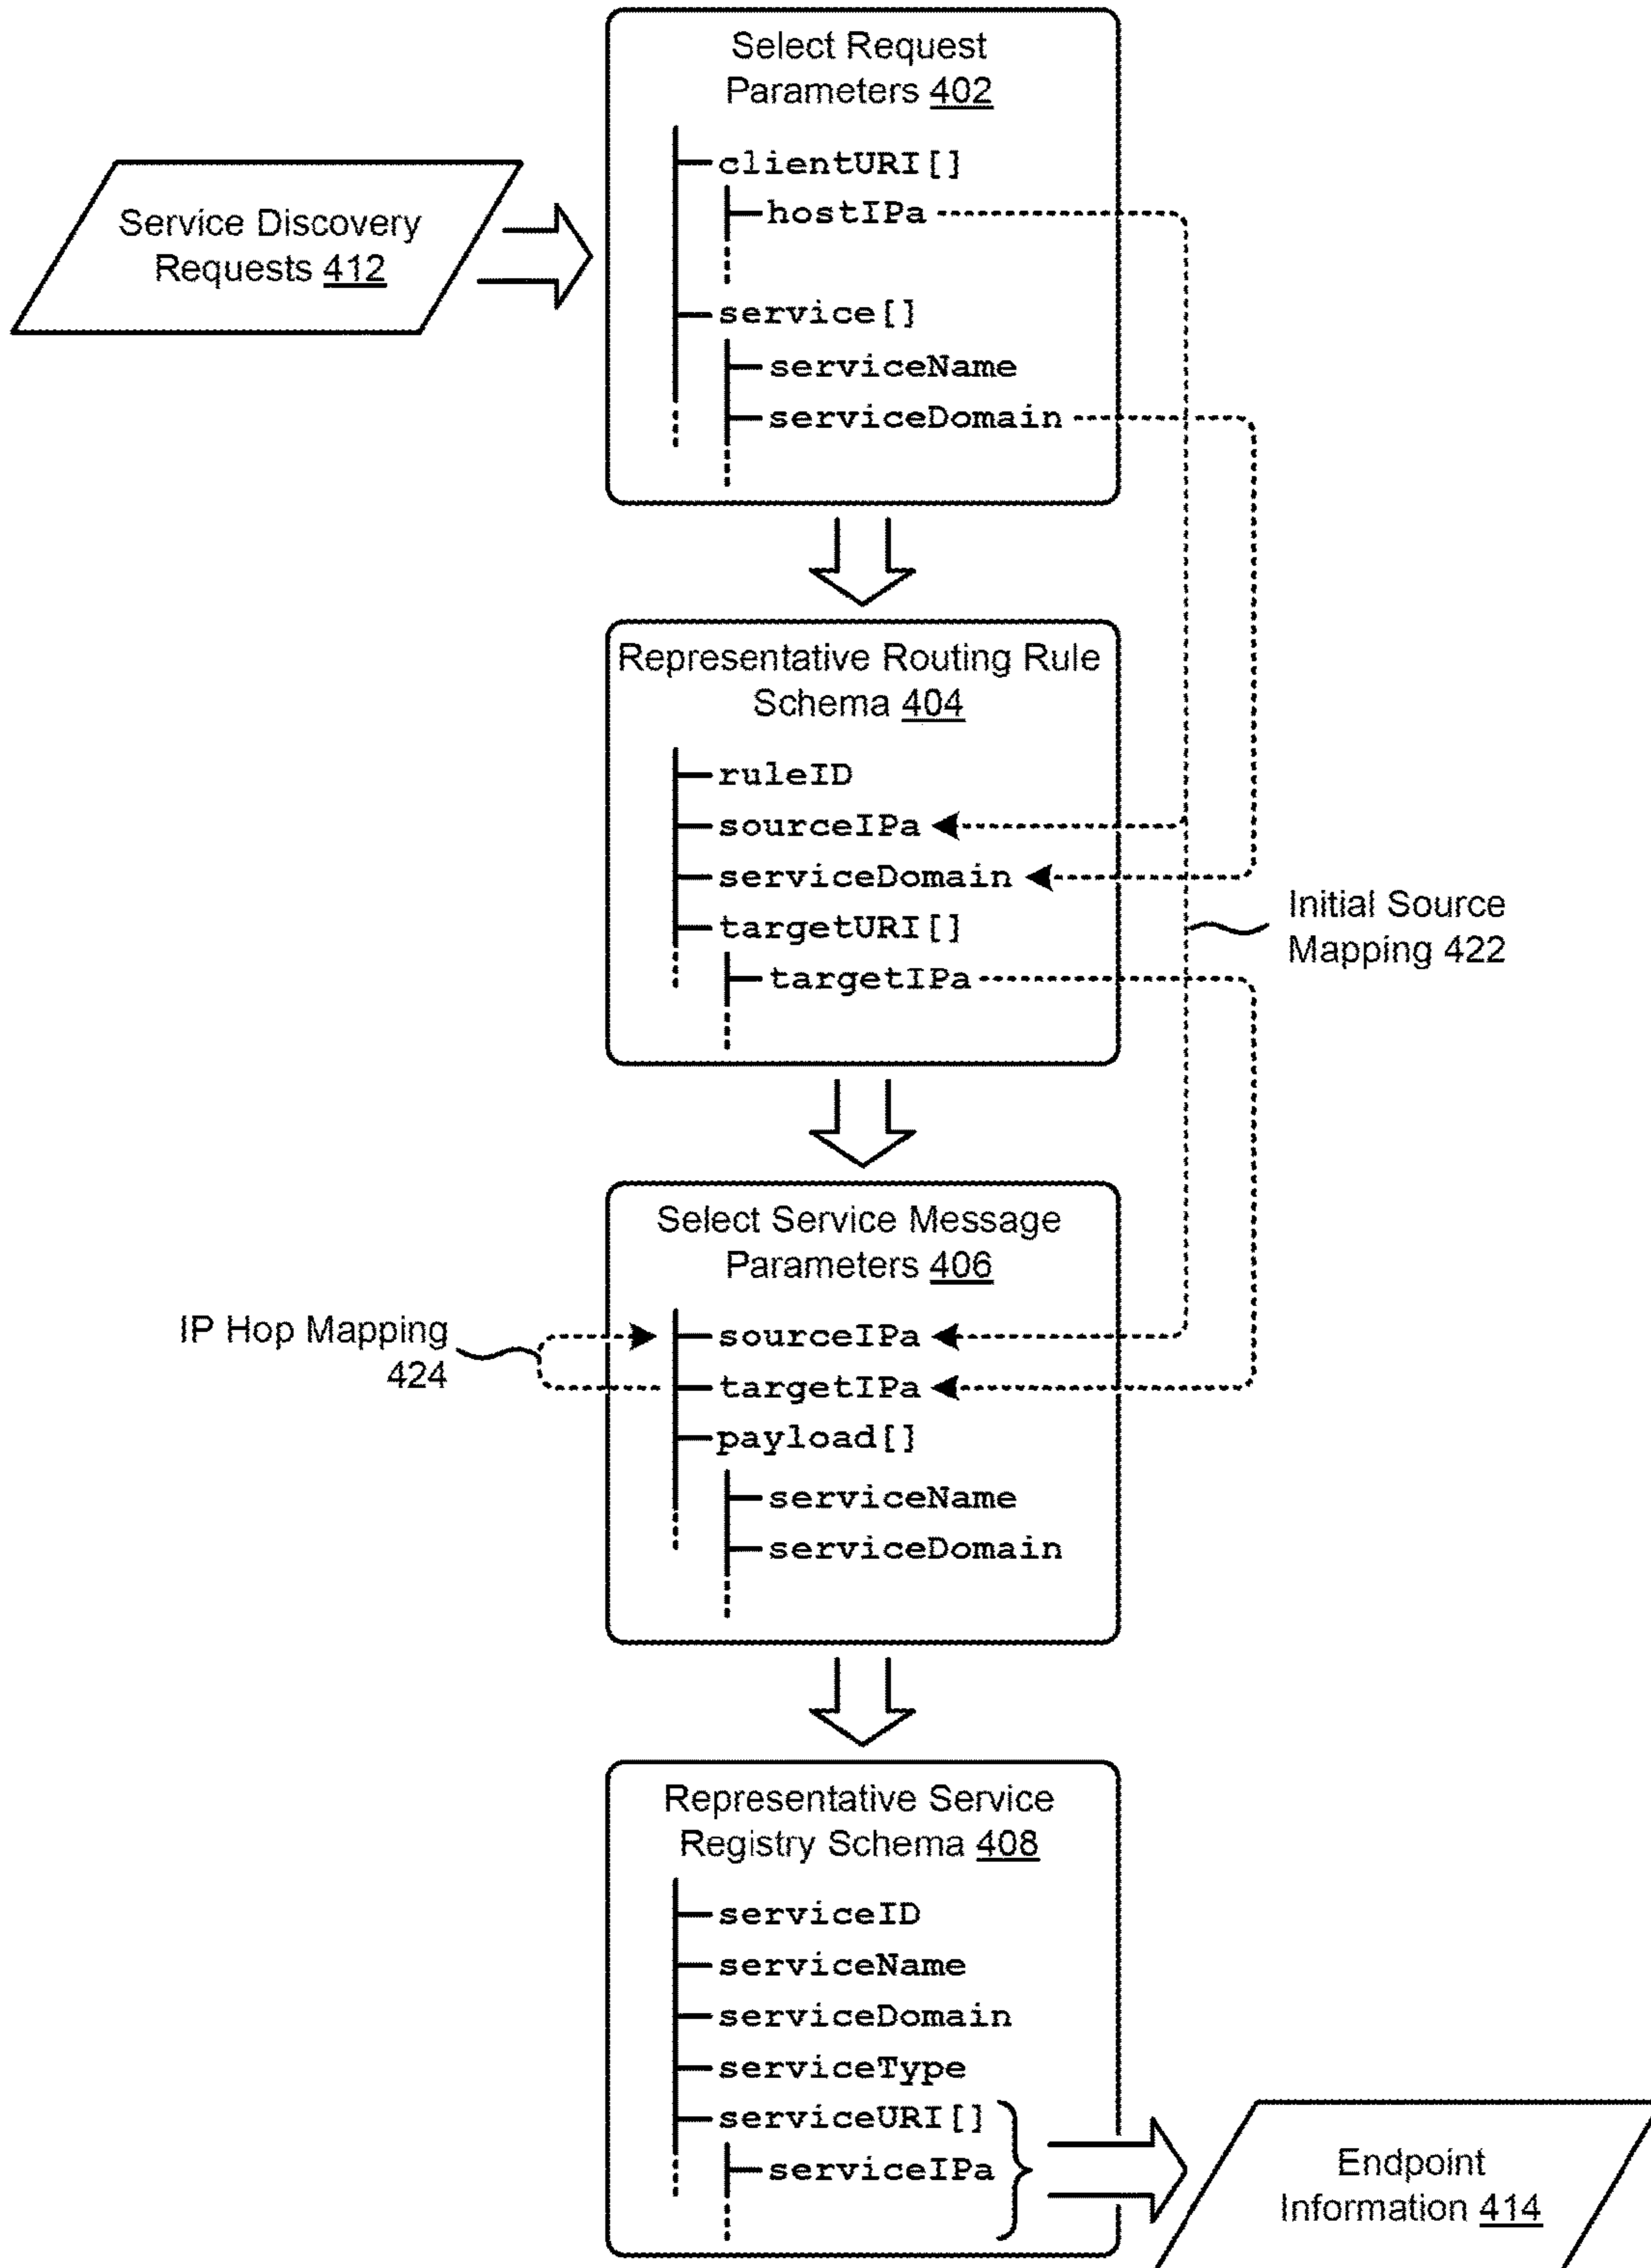 Select Request
Parameters 402
clientURI[]
hostIPa
service[]
serviceName
serviceDomain
Service Discovery
Requests 412
Representative Routing Rule
Schema 404
ruleID
sourceIPa
serviceDomain
targetURI[]
targetIPa
Initial Source
Mapping 422
Select Service Message
Parameters 406
sourceIPa
targetIPa
payload[]
serviceName
serviceDomain
IP Hop Mapping
424
Representative Service
Registry Schema 408
serviceID
serviceName
serviceDomain
serviceType
serviceURI[]
serviceIPa
Endpoint
Information 414